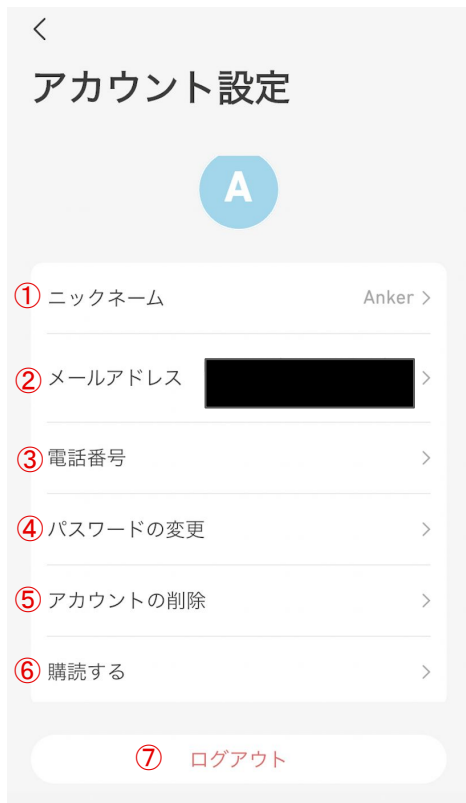 アカウント設定
A
① ニックネーム Anker
② メールアドレス
③ 電話番号
④ パスワードの変更
⑤ アカウントの削除
⑥ 購読する
⑦ ログアウト